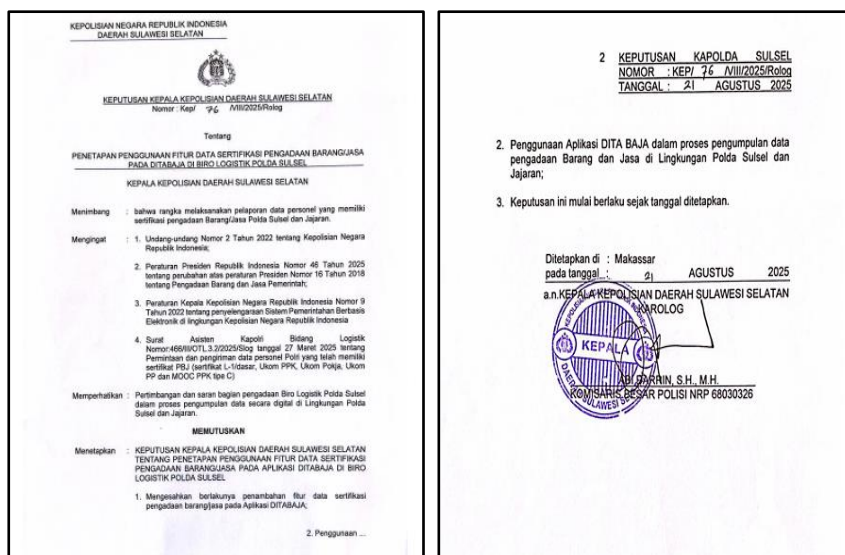 KEPOLISIAN NEGARA REPUBLIK INDONESIA
DAERAH SULAWESI SELATAN
KEPUTUSAN KEPALA KEPOLISIAN DAERAH SULAWESI SELATAN
Nomor : Kep/ 76 /VIII/2025/Rolog
Tentang
PENETAPAN PENGGUNAAN FITUR DATA SERTIFIKASI PENGADAAN BARANG/JASA
PADA DITABAJA DI BIRO LOGISTIK POLDA SULSEL
KEPALA KEPOLISIAN DAERAH SULAWESI SELATAN
Menimbang : bahwa rangka melaksanakan pelaporan data personel yang memiliki
sertifikasi pengadaan Barang/Jasa Polda Sulsel dan Jajaran.
Mengingat : 1. Undang-undang Nomor 2 Tahun 2022 tentang Kepolisian Negara
Republik Indonesia;
2. Peraturan Presiden Republik Indonesia Nomor 46 Tahun 2025
tentang perubahan atas peraturan Presiden Nomor 16 Tahun 2018
tentang Pengadaan Barang dan Jasa Pemerintah;
3. Peraturan Kepala Kepolisian Negara Republik Indonesia Nomor 9
Tahun 2022 tentang penyelengaraan Sistem Pemerintahan Berbasis
Elektronik di lingkungan Kepolisian Negara Republik Indonesia
4. Surat Asisten Kapolri Bidang Logistik
Nomor:466/III/OTL.3.2/2025/Slog tanggal 27 Maret 2025 tentang
Permintaan dan pengiriman data personel Polri yang telah memiliki
sertifikat PBJ (sertifikat L-1/dasar, Ukom PPK, Ukom Pokja, Ukom
PP dan MOOC PPK tipe C)
Memperhatikan : Pertimbangan dan saran bagian pengadaan Biro Logistik Polda Sulsel
dalam proses pengumpulan data secara digital di Lingkungan Polda
Sulsel dan Jajaran.
MEMUTUSKAN
Menetapkan : KEPUTUSAN KEPALA KEPOLISIAN DAERAH SULAWESI SELATAN
TENTANG PENETAPAN PENGGUNAAN FITUR DATA SERTIFIKASI
PENGADAAN BARANG/JASA PADA APLIKASI DITABAJA DI BIRO
LOGISTIK POLDA SULSEL
1. Mengesahkan berlakunya penambahan fitur data sertifikasi
pengadaan barang/jasa pada Aplikasi DITABAJA;
2. Penggunaan ...
2 KEPUTUSAN KAPOLDA SULSEL
NOMOR : KEP/ 76 /VIII/2025/Rolog
TANGGAL : 21 AGUSTUS 2025
2. Penggunaan Aplikasi DITA BAJA dalam proses pengumpulan data
pengadaan Barang dan Jasa di Lingkungan Polda Sulsel dan
Jajaran;
3. Keputusan ini mulai berlaku sejak tanggal ditetapkan.
Ditetapkan di : Makassar
pada tanggal : 21 AGUSTUS 2025
a.n.KEPALA KEPOLISIAN DAERAH SULAWESI SELATAN
KAROLOG
KEPALA
DAERAH SULAWESI SELATAN
S.H., M.H.
KOMISARIS BESAR POLISI NRP 68030326